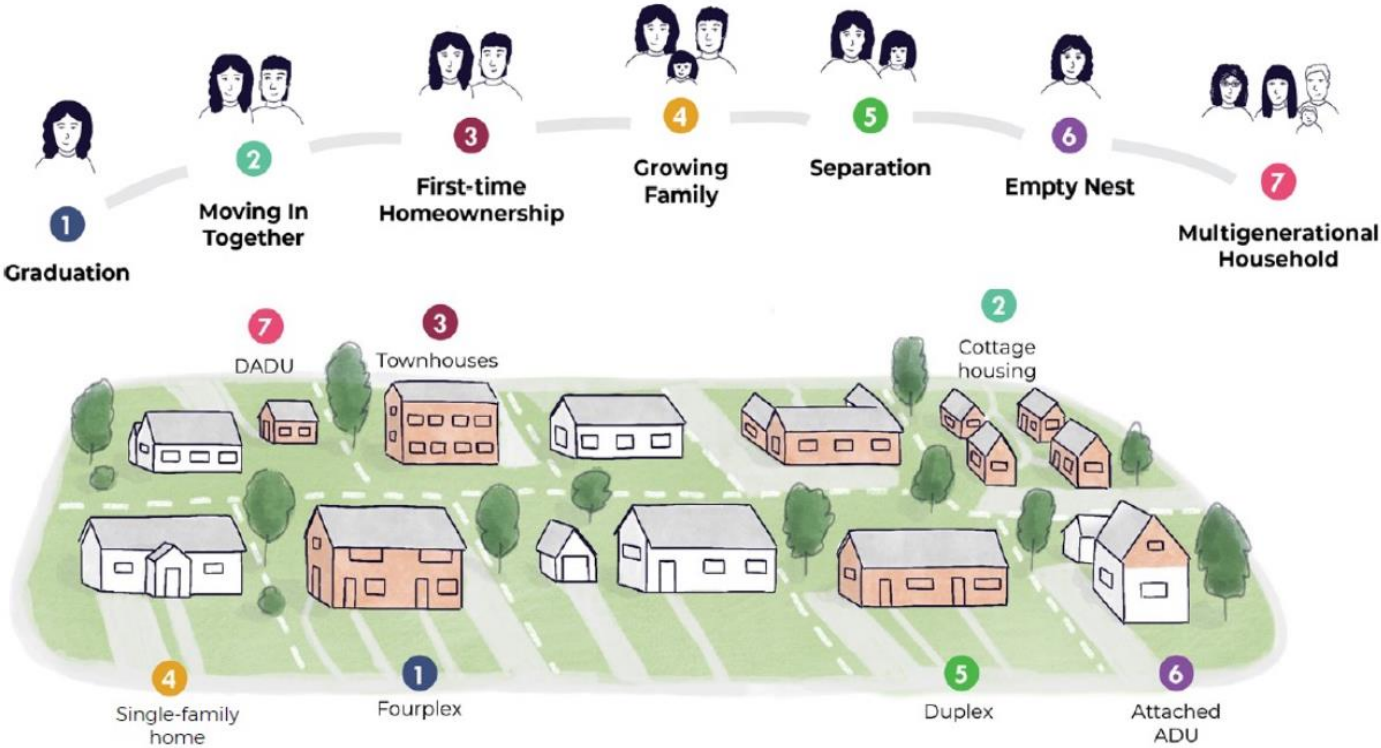 1
Graduation
2
Moving In
Together
3
First-time
Homeownership
4
Growing
Family
5
Separation
6
Empty Nest
7
Multigenerational
Household
7
DADU
3
Townhouses
2
Cottage
housing
4
Single-family
home
1
Fourplex
5
Duplex
6
Attached
ADU